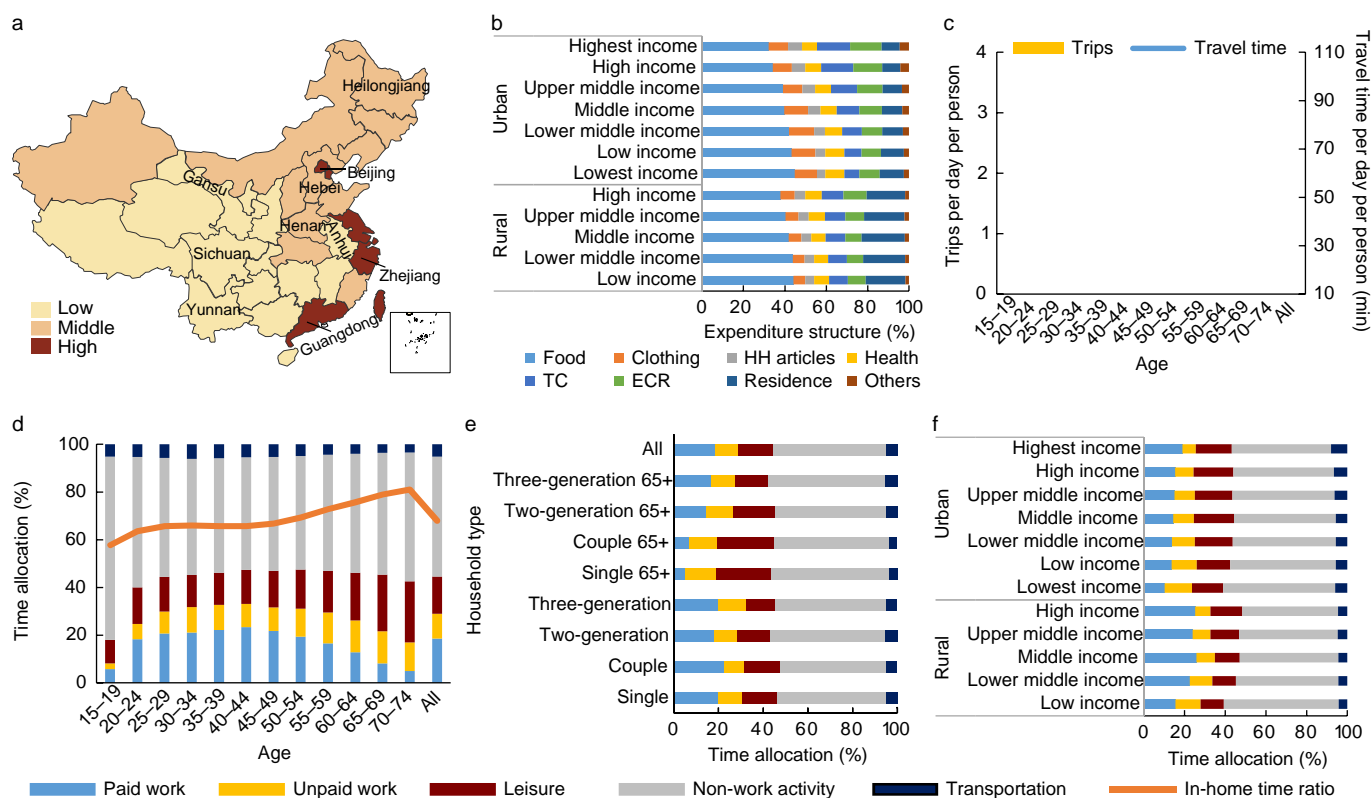 a
Heilongjiang
Gansu
Beijing
Hebei
Henan
Anhui
Sichuan
Zhejiang
Yunnan
Guangdong
Low
Middle
High
b
Urban
Highest income
High income
Upper middle income
Middle income
Lower middle income
Low income
Lowest income
Rural
High income
Upper middle income
Middle income
Lower middle income
Low income
0 20 40 60 80 100
Expenditure structure (%)
Food Clothing HH articles Health
TC ECR Residence Others
c
Trips Travel time
Trips per day per person
4
3
2
1
0
Travel time per day per person (min)
110
90
70
50
30
10
15–19 20–24 25–29 30–34 35–39 40–44 45–49 50–54 55–59 60–64 65–69 70–74 All
Age
d
Time allocation (%)
100
80
60
40
20
0
15–19 20–24 25–29 30–34 35–39 40–44 45–49 50–54 55–59 60–64 65–69 70–74 All
Age
e
Household type
All
Three-generation 65+
Two-generation 65+
Couple 65+
Single 65+
Three-generation
Two-generation
Couple
Single
0 20 40 60 80 100
Time allocation (%)
f
Urban
Highest income
High income
Upper middle income
Middle income
Lower middle income
Low income
Lowest income
Rural
High income
Upper middle income
Middle income
Lower middle income
Low income
0 20 40 60 80 100
Time allocation (%)
Paid work Unpaid work Leisure Non-work activity Transportation In-home time ratio